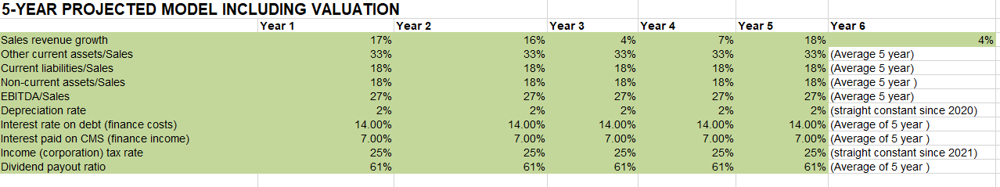 5-YEAR PROJECTED MODEL INCLUDING VALUATION
Year 1 Year 2 Year 3 Year 4 Year 5 Year 6
Sales revenue growth 17% 16% 4% 7% 18% 4%
Other current assets/Sales 33% 33% 33% 33% 33% (Average 5 year)
Current liabilities/Sales 18% 18% 18% 18% 18% (Average 5 year)
Non-current assets/Sales 18% 18% 18% 18% 18% (Average 5 year )
EBITDA/Sales 27% 27% 27% 27% 27% (Average 5 year)
Depreciation rate 2% 2% 2% 2% 2% (straight constant since 2020)
Interest rate on debt (finance costs) 14.00% 14.00% 14.00% 14.00% 14.00% (Average of 5 year )
Interest paid on CMS (finance income) 7.00% 7.00% 7.00% 7.00% 7.00% (Average of 5 year )
Income (corporation) tax rate 25% 25% 25% 25% 25% (straight constant since 2021)
Dividend payout ratio 61% 61% 61% 61% 61% (Average of 5 year )